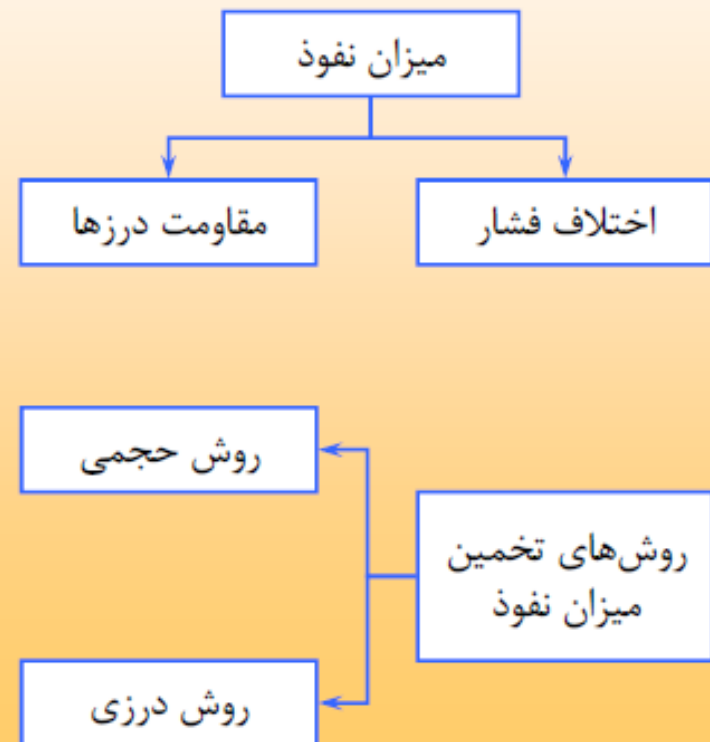 میزان نفوذ
اختلاف فشار
مقاومت درزها
روش حجمی
روش‌های تخمین
میزان نفوذ
روش درزی